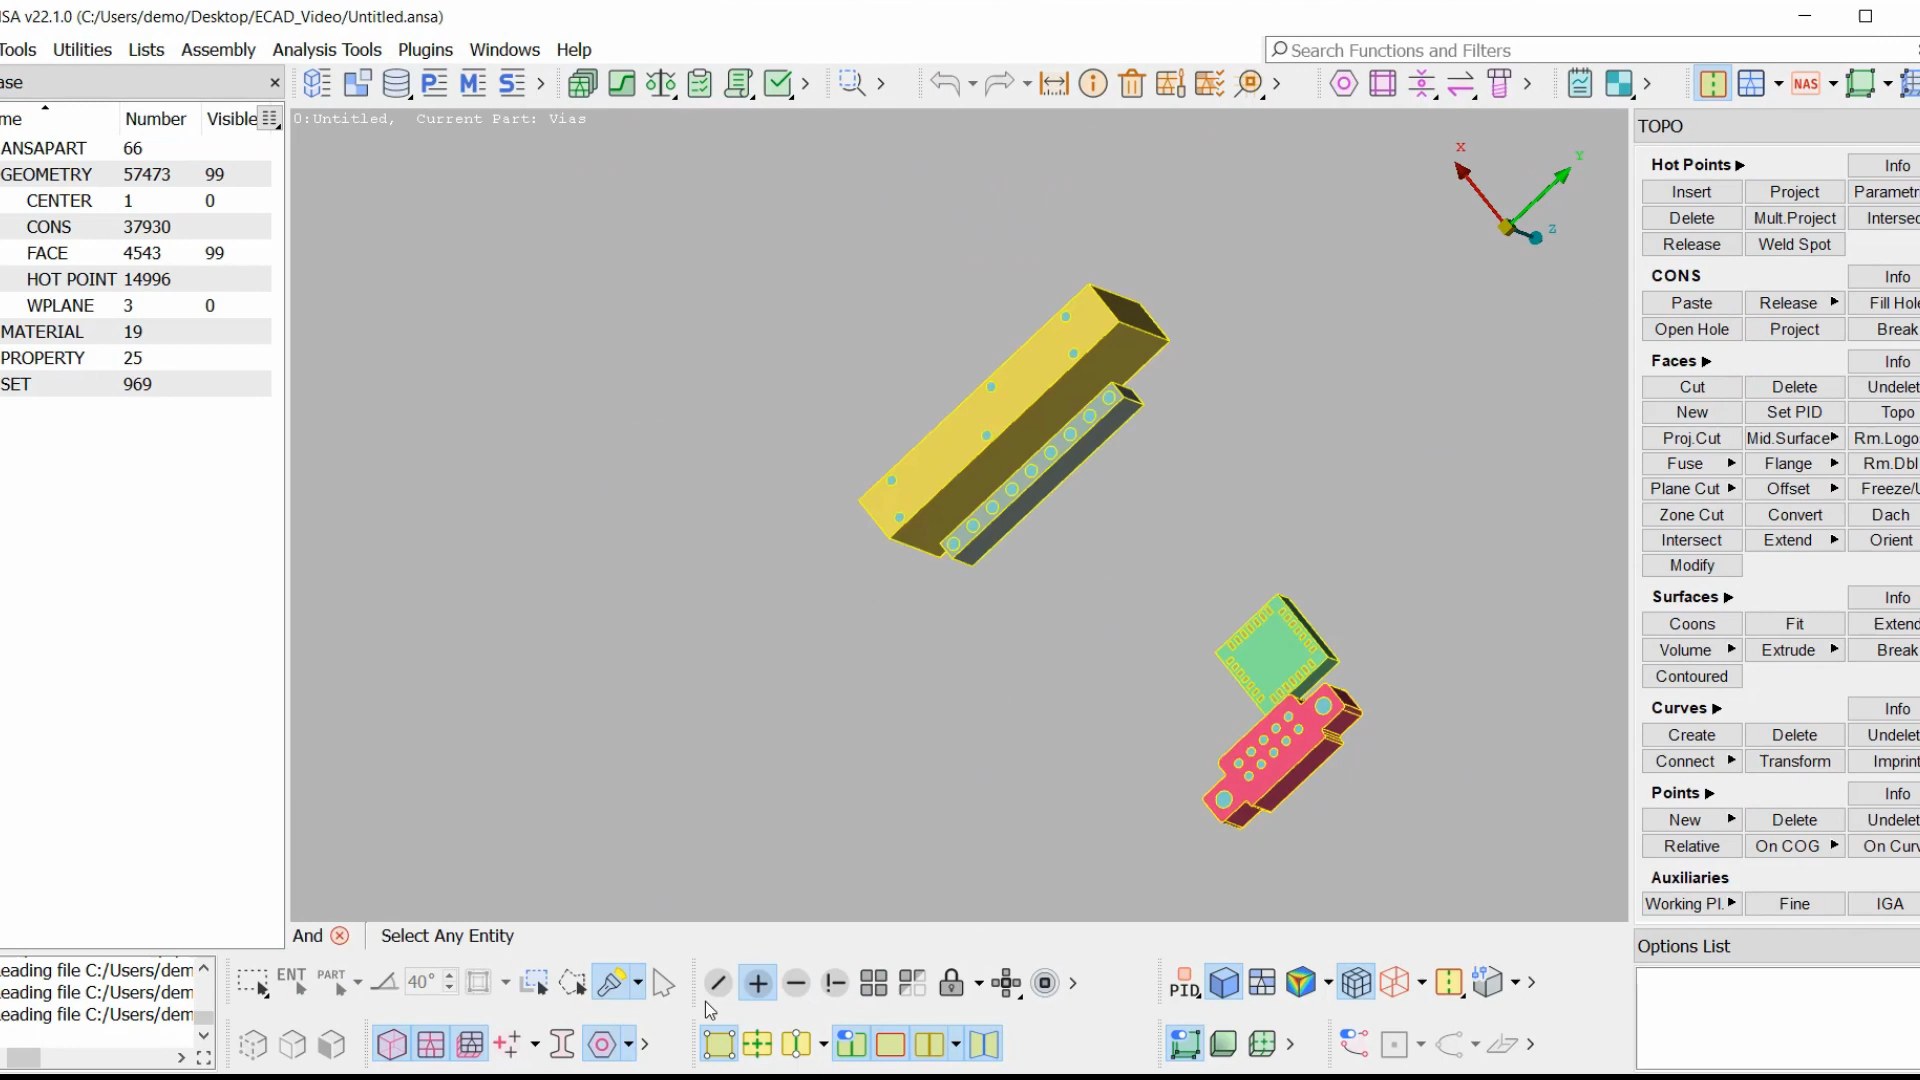 SA v22.1.0 (C:/Users/demo/Desktop/ECAD_Video/Untitled.ansa)
Tools Utilities Lists Assembly Analysis Tools Plugins Windows Help
Search Functions and Filters
ase
me Number Visible
ANSAPART 66
GEOMETRY 57473 99
CENTER 1 0
CONS 37930
FACE 4543 99
HOT POINT 14996
WPLANE 3 0
MATERIAL 19
PROPERTY 25
SET 969
P M S
NAS
0:Untitled, Current Part: Vias
X Y Z
TOPO
Hot Points Info
Insert Project Parametri
Delete Mult.Project Intersec
Release Weld Spot
CONS Info
Paste Release Fill Hole
Open Hole Project Break
Faces Info
Cut Delete Undelet
New Set PID Topo
Proj.Cut Mid.Surface Rm.Logo
Fuse Flange Rm.Dbl
Plane Cut Offset Freeze/U
Zone Cut Convert Dach
Intersect Extend Orient
Modify
Surfaces Info
Coons Fit Extend
Volume Extrude Break
Contoured
Curves Info
Create Delete Undelet
Connect Transform Imprint
Points Info
New Delete Undelet
Relative On COG On Curv
Auxiliaries
Working Pl. Fine IGA
Options List
And Select Any Entity
eading file C:/Users/dem
eading file C:/Users/dem
eading file C:/Users/dem
ENT PART 40°
PID